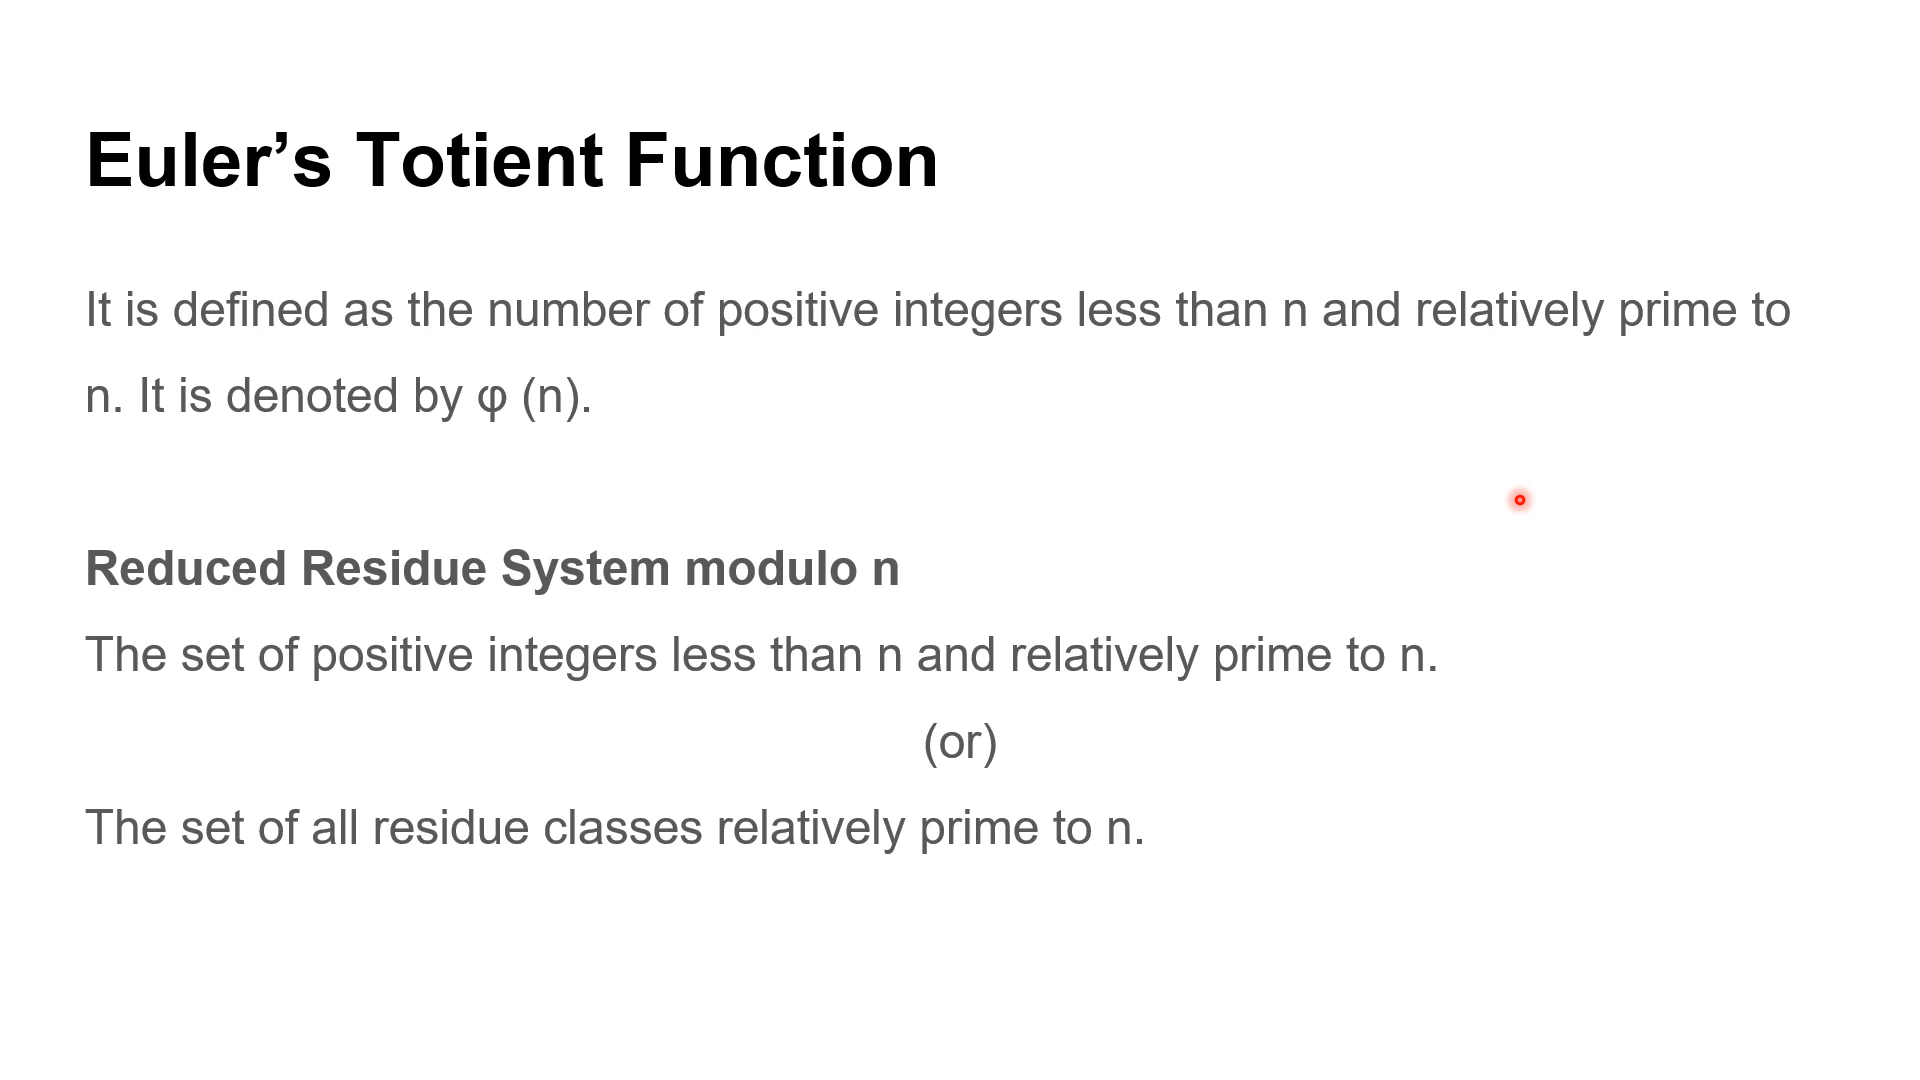 Euler’s Totient Function
It is defined as the number of positive integers less than n and relatively prime to
n. It is denoted by φ (n).
Reduced Residue System modulo n
The set of positive integers less than n and relatively prime to n.
(or)
The set of all residue classes relatively prime to n.